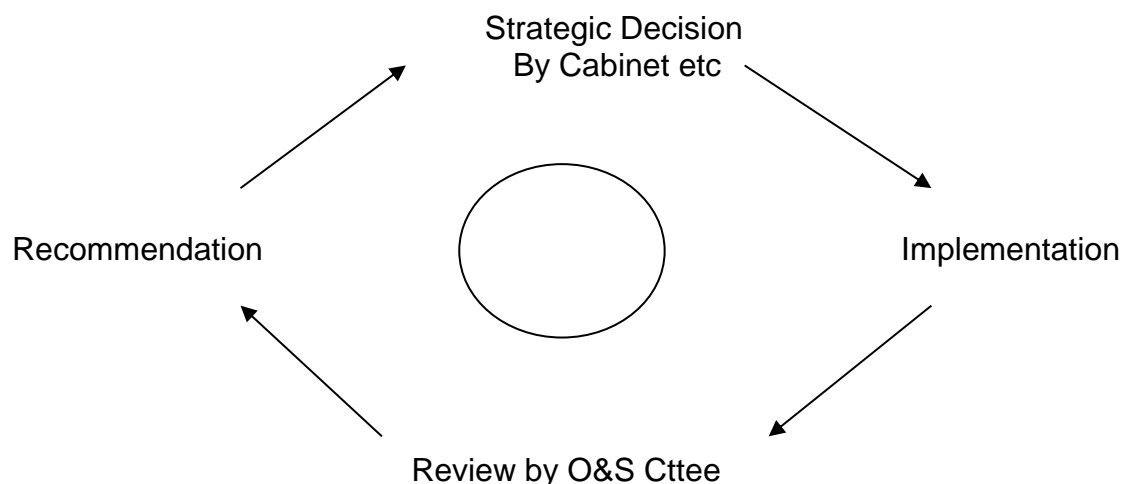 Strategic Decision
By Cabinet etc
Recommendation
Implementation
Review by O&S Cttee